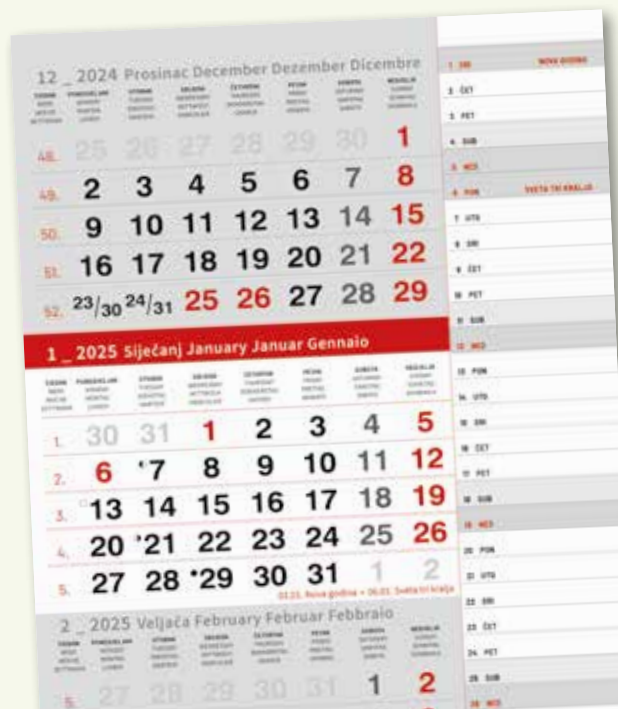 12 _ 2024 Prosinac December Dezember Dicembre
TJEDAN PONEDJELJAK UTORAK SRIJEDA ČETVRTAK PETAK SUBOTA NEDJELJA
48. 25 26 27 28 29 30 1
49. 2 3 4 5 6 7 8
50. 9 10 11 12 13 14 15
51. 16 17 18 19 20 21 22
52. 23/30 24/31 25 26 27 28 29
1 _ 2025 Siječanj January Januar Gennaio
1. 30 31 1 2 3 4 5
2. 6 7 8 9 10 11 12
3. 13 14 15 16 17 18 19
4. 20 21 22 23 24 25 26
5. 27 28 29 30 31 1 2
01.01. Nova godina • 06.01. Sveta tri kralja
2 _ 2025 Veljača February Februar Febbraio
5. 27 28 29 30 31 1 2
1 SRI NOVA GODINA
2 ČET
3 PET
4 SUB
5 NED
6 PON SVETA TRI KRALJA
7 UTO
8 SRI
9 ČET
10 PET
11 SUB
12 NED
13 PON
14 UTO
15 SRI
16 ČET
17 PET
18 SUB
19 NED
20 PON
21 UTO
22 SRI
23 ČET
24 PET
25 SUB
26 NED